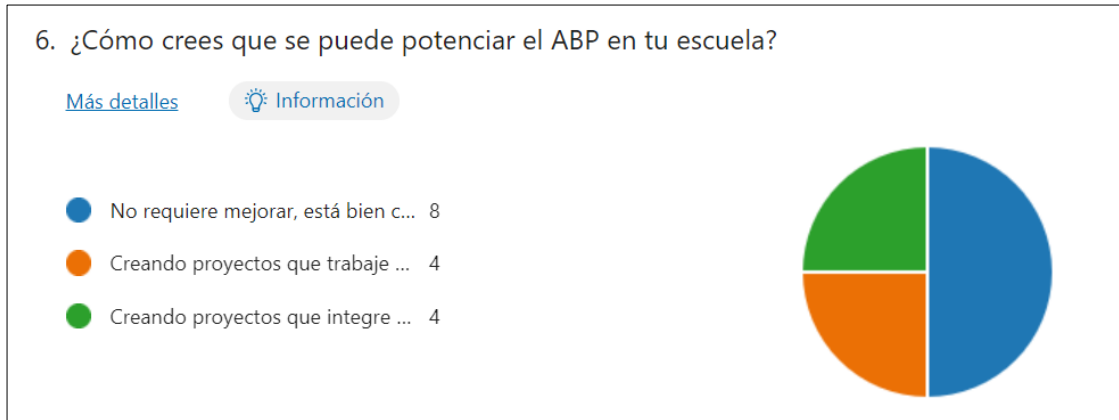 6. ¿Cómo crees que se puede potenciar el ABP en tu escuela?
Más detalles Información
No requiere mejorar, está bien c... 8
Creando proyectos que trabaje ... 4
Creando proyectos que integre ... 4